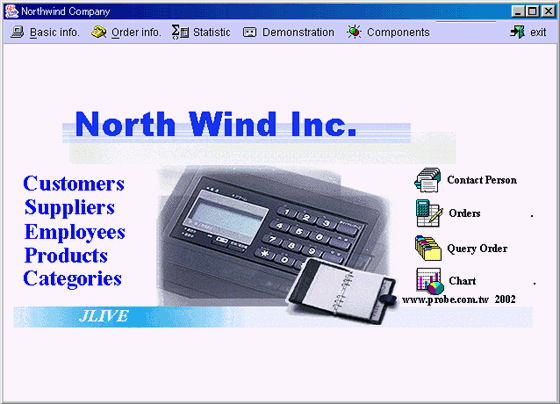 Northwind Company
Basic info. Order info. Statistic Demonstration Components exit
North Wind Inc.
Customers
Suppliers
Employees
Products
Categories
Contact Person
Orders
Query Order
Chart
www.probe.com.tw 2002
JLIVE